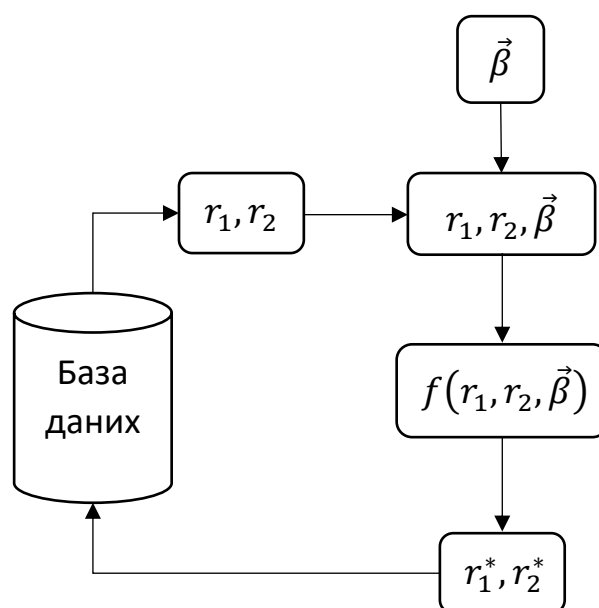 β⃗
r₁, r₂
r₁, r₂, β⃗
База
даних
f(r₁, r₂, β⃗)
r₁*, r₂*